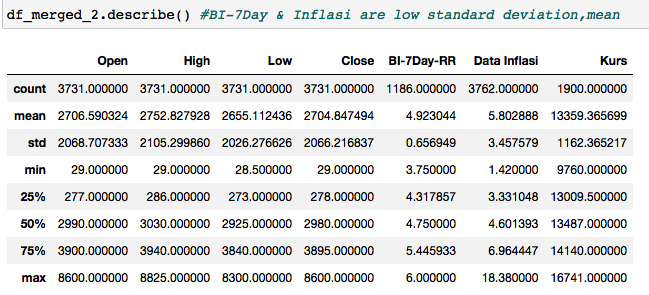 df_merged_2.describe() #BI-7Day & Inflasi are low standard deviation,mean
Open High Low Close BI-7Day-RR Data Inflasi Kurs
count 3731.000000 3731.000000 3731.000000 3731.000000 1186.000000 3762.000000 1900.000000
mean 2706.590324 2752.827928 2655.112436 2704.847494 4.923044 5.802888 13359.365699
std 2068.707333 2105.299860 2026.276626 2066.216837 0.656949 3.457579 1162.365217
min 29.000000 29.000000 28.500000 29.000000 3.750000 1.420000 9760.000000
25% 277.000000 286.000000 273.000000 278.000000 4.317857 3.331048 13009.500000
50% 2990.000000 3030.000000 2925.000000 2980.000000 4.750000 4.601393 13487.000000
75% 3900.000000 3940.000000 3840.000000 3895.000000 5.445933 6.964447 14140.000000
max 8600.000000 8825.000000 8300.000000 8600.000000 6.000000 18.380000 16741.000000